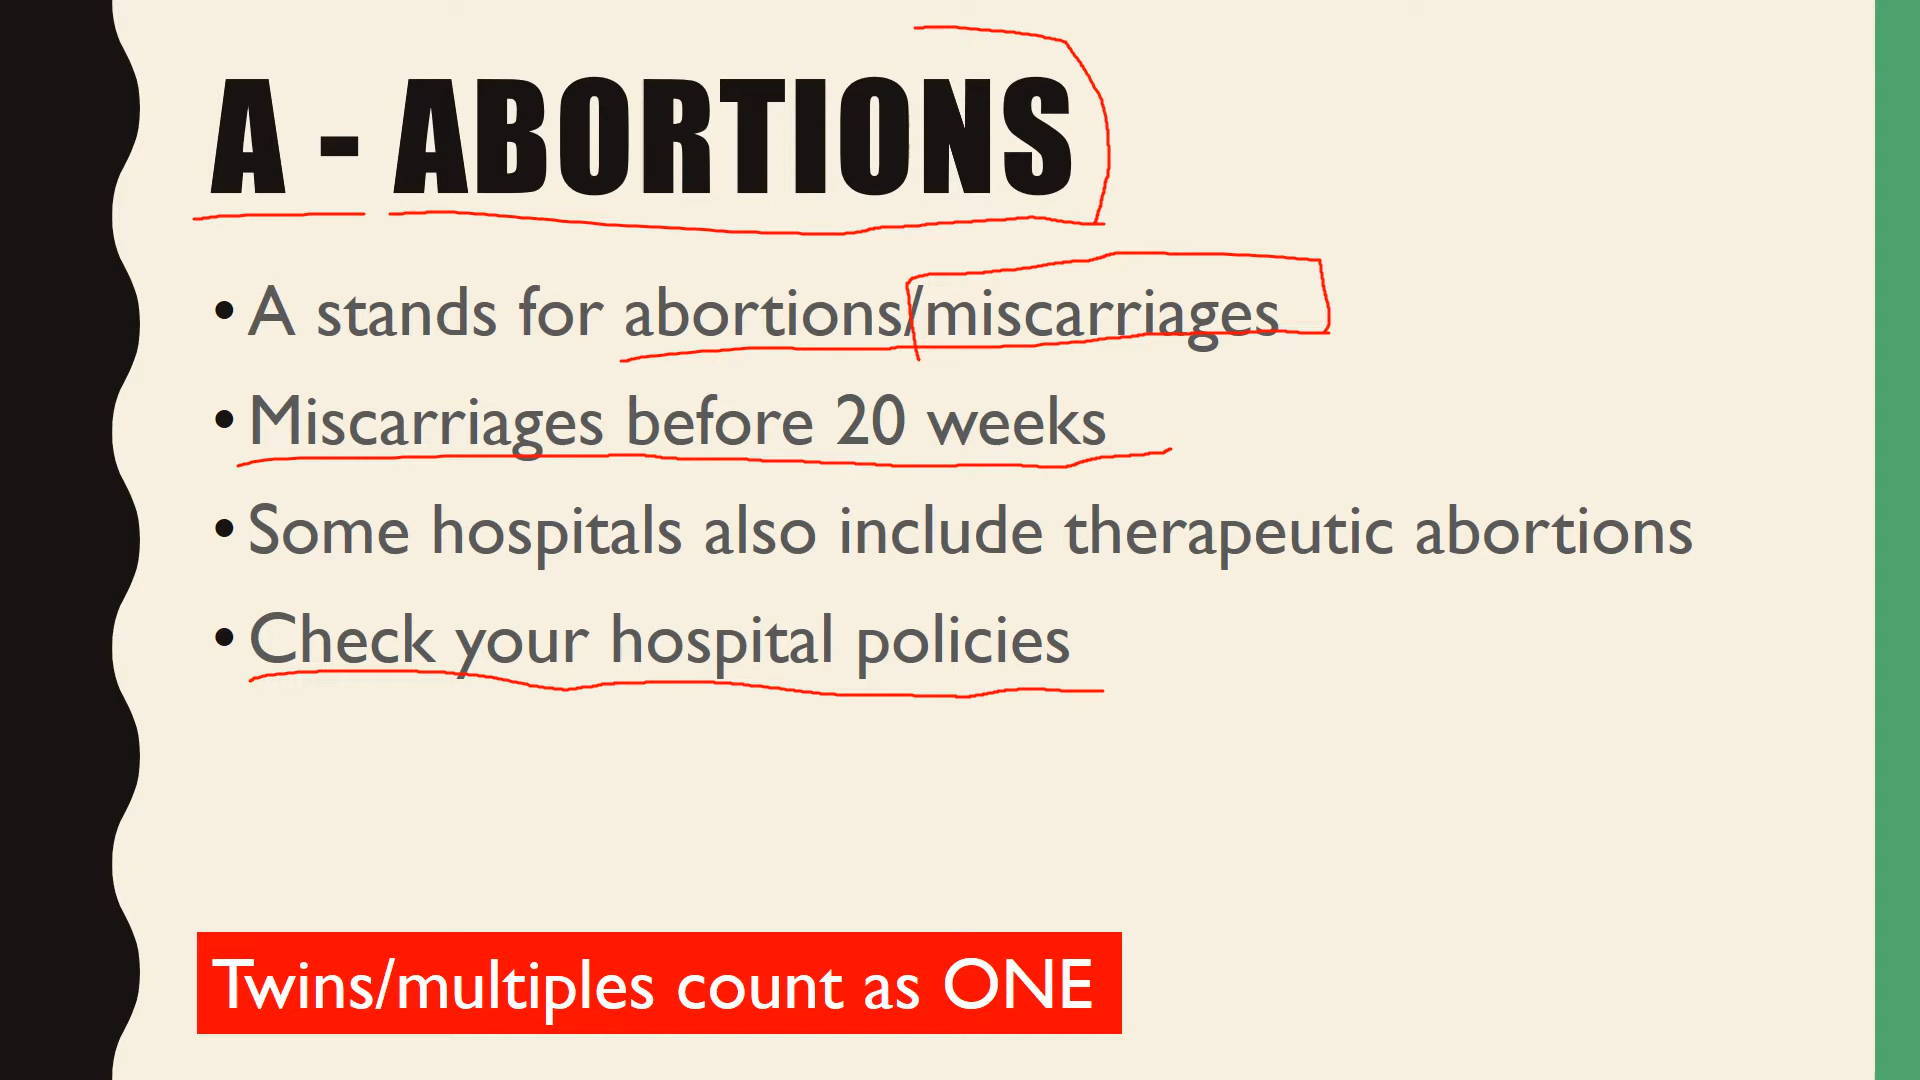 A - ABORTIONS
• A stands for abortions/miscarriages
• Miscarriages before 20 weeks
• Some hospitals also include therapeutic abortions
• Check your hospital policies
Twins/multiples count as ONE